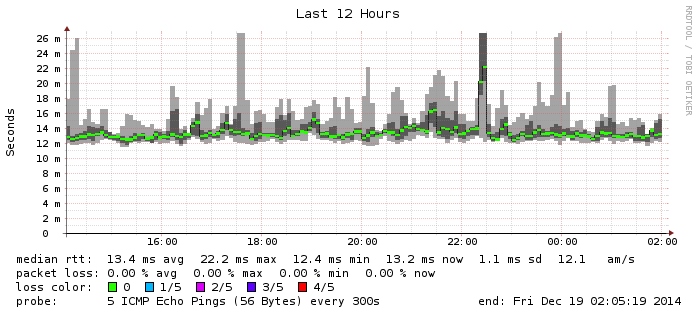 Last 12 Hours
RRDTOOL / TOBI OETIKER
Seconds
26 m
24 m
22 m
20 m
18 m
16 m
14 m
12 m
10 m
8 m
6 m
4 m
2 m
0
16:00 18:00 20:00 22:00 00:00 02:00
median rtt: 13.4 ms avg 22.2 ms max 12.4 ms min 13.2 ms now 1.1 ms sd 12.1 am/s
packet loss: 0.00 % avg 0.00 % max 0.00 % min 0.00 % now
loss color: 0 1/5 2/5 3/5 4/5
probe: 5 ICMP Echo Pings (56 Bytes) every 300s end: Fri Dec 19 02:05:19 2014